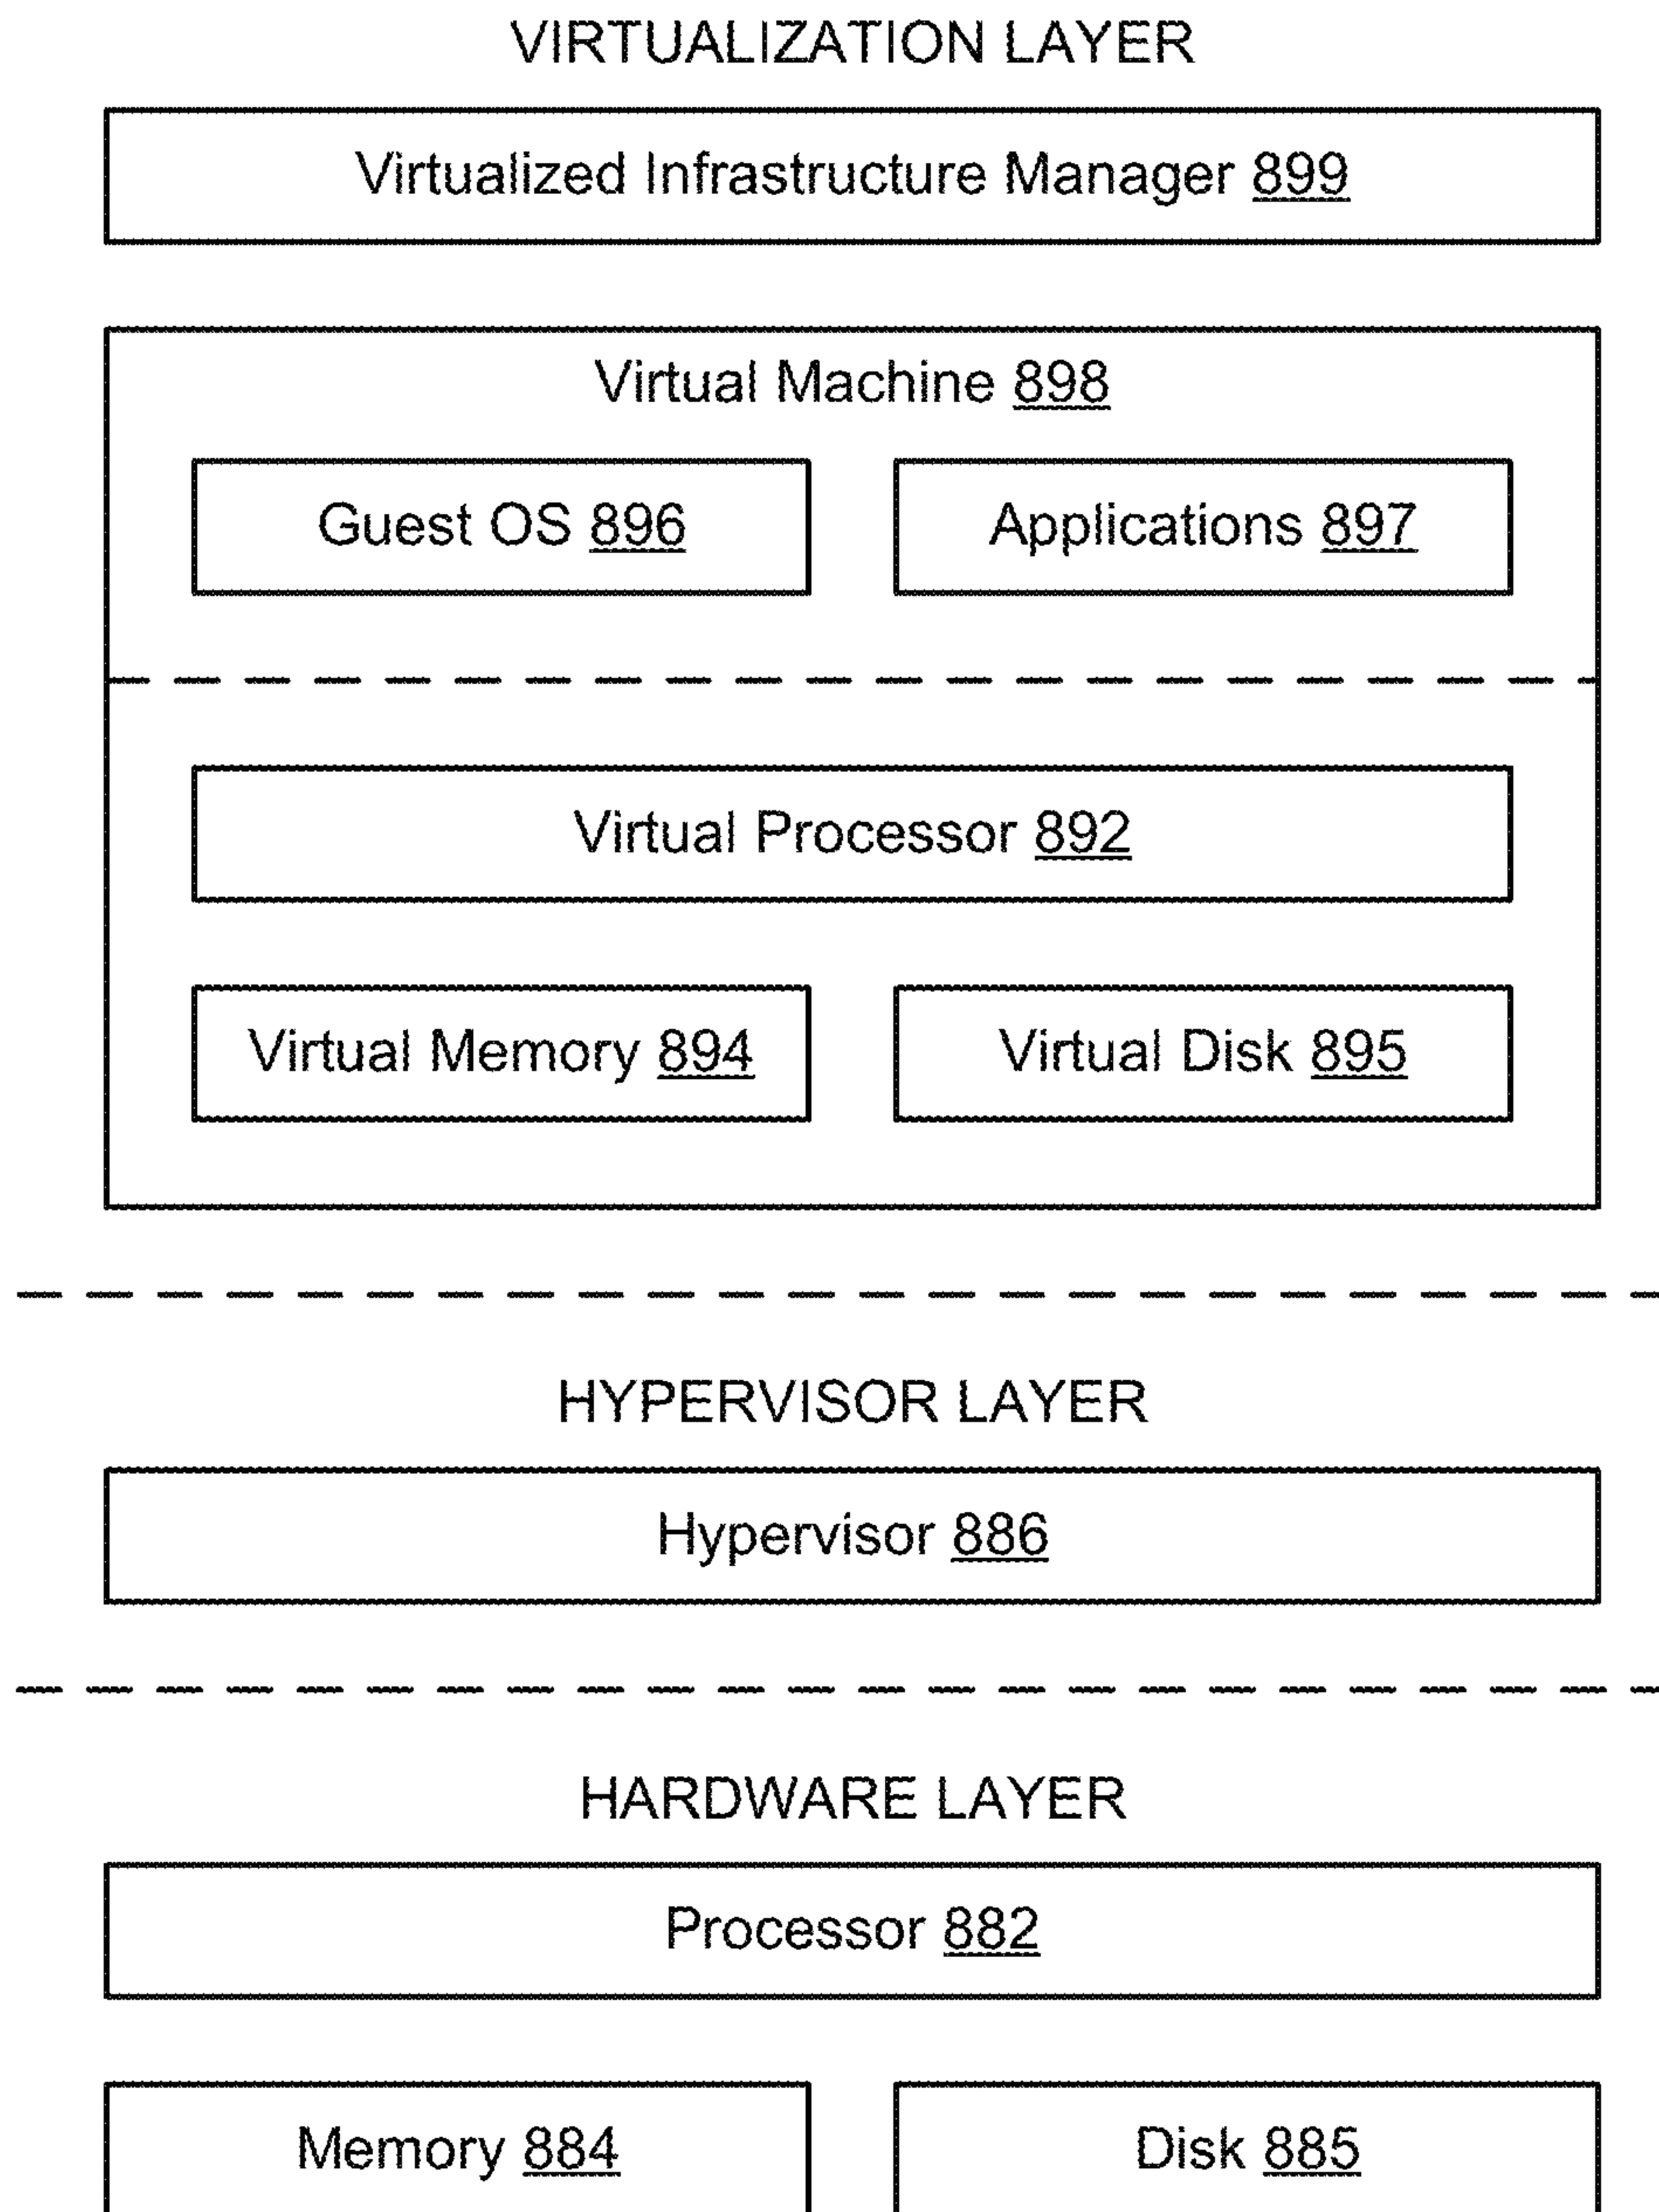 VIRTUALIZATION LAYER
Virtualized Infrastructure Manager 899
Virtual Machine 898
Guest OS 896
Applications 897
Virtual Processor 892
Virtual Memory 894
Virtual Disk 895
HYPERVISOR LAYER
Hypervisor 886
HARDWARE LAYER
Processor 882
Memory 884
Disk 885